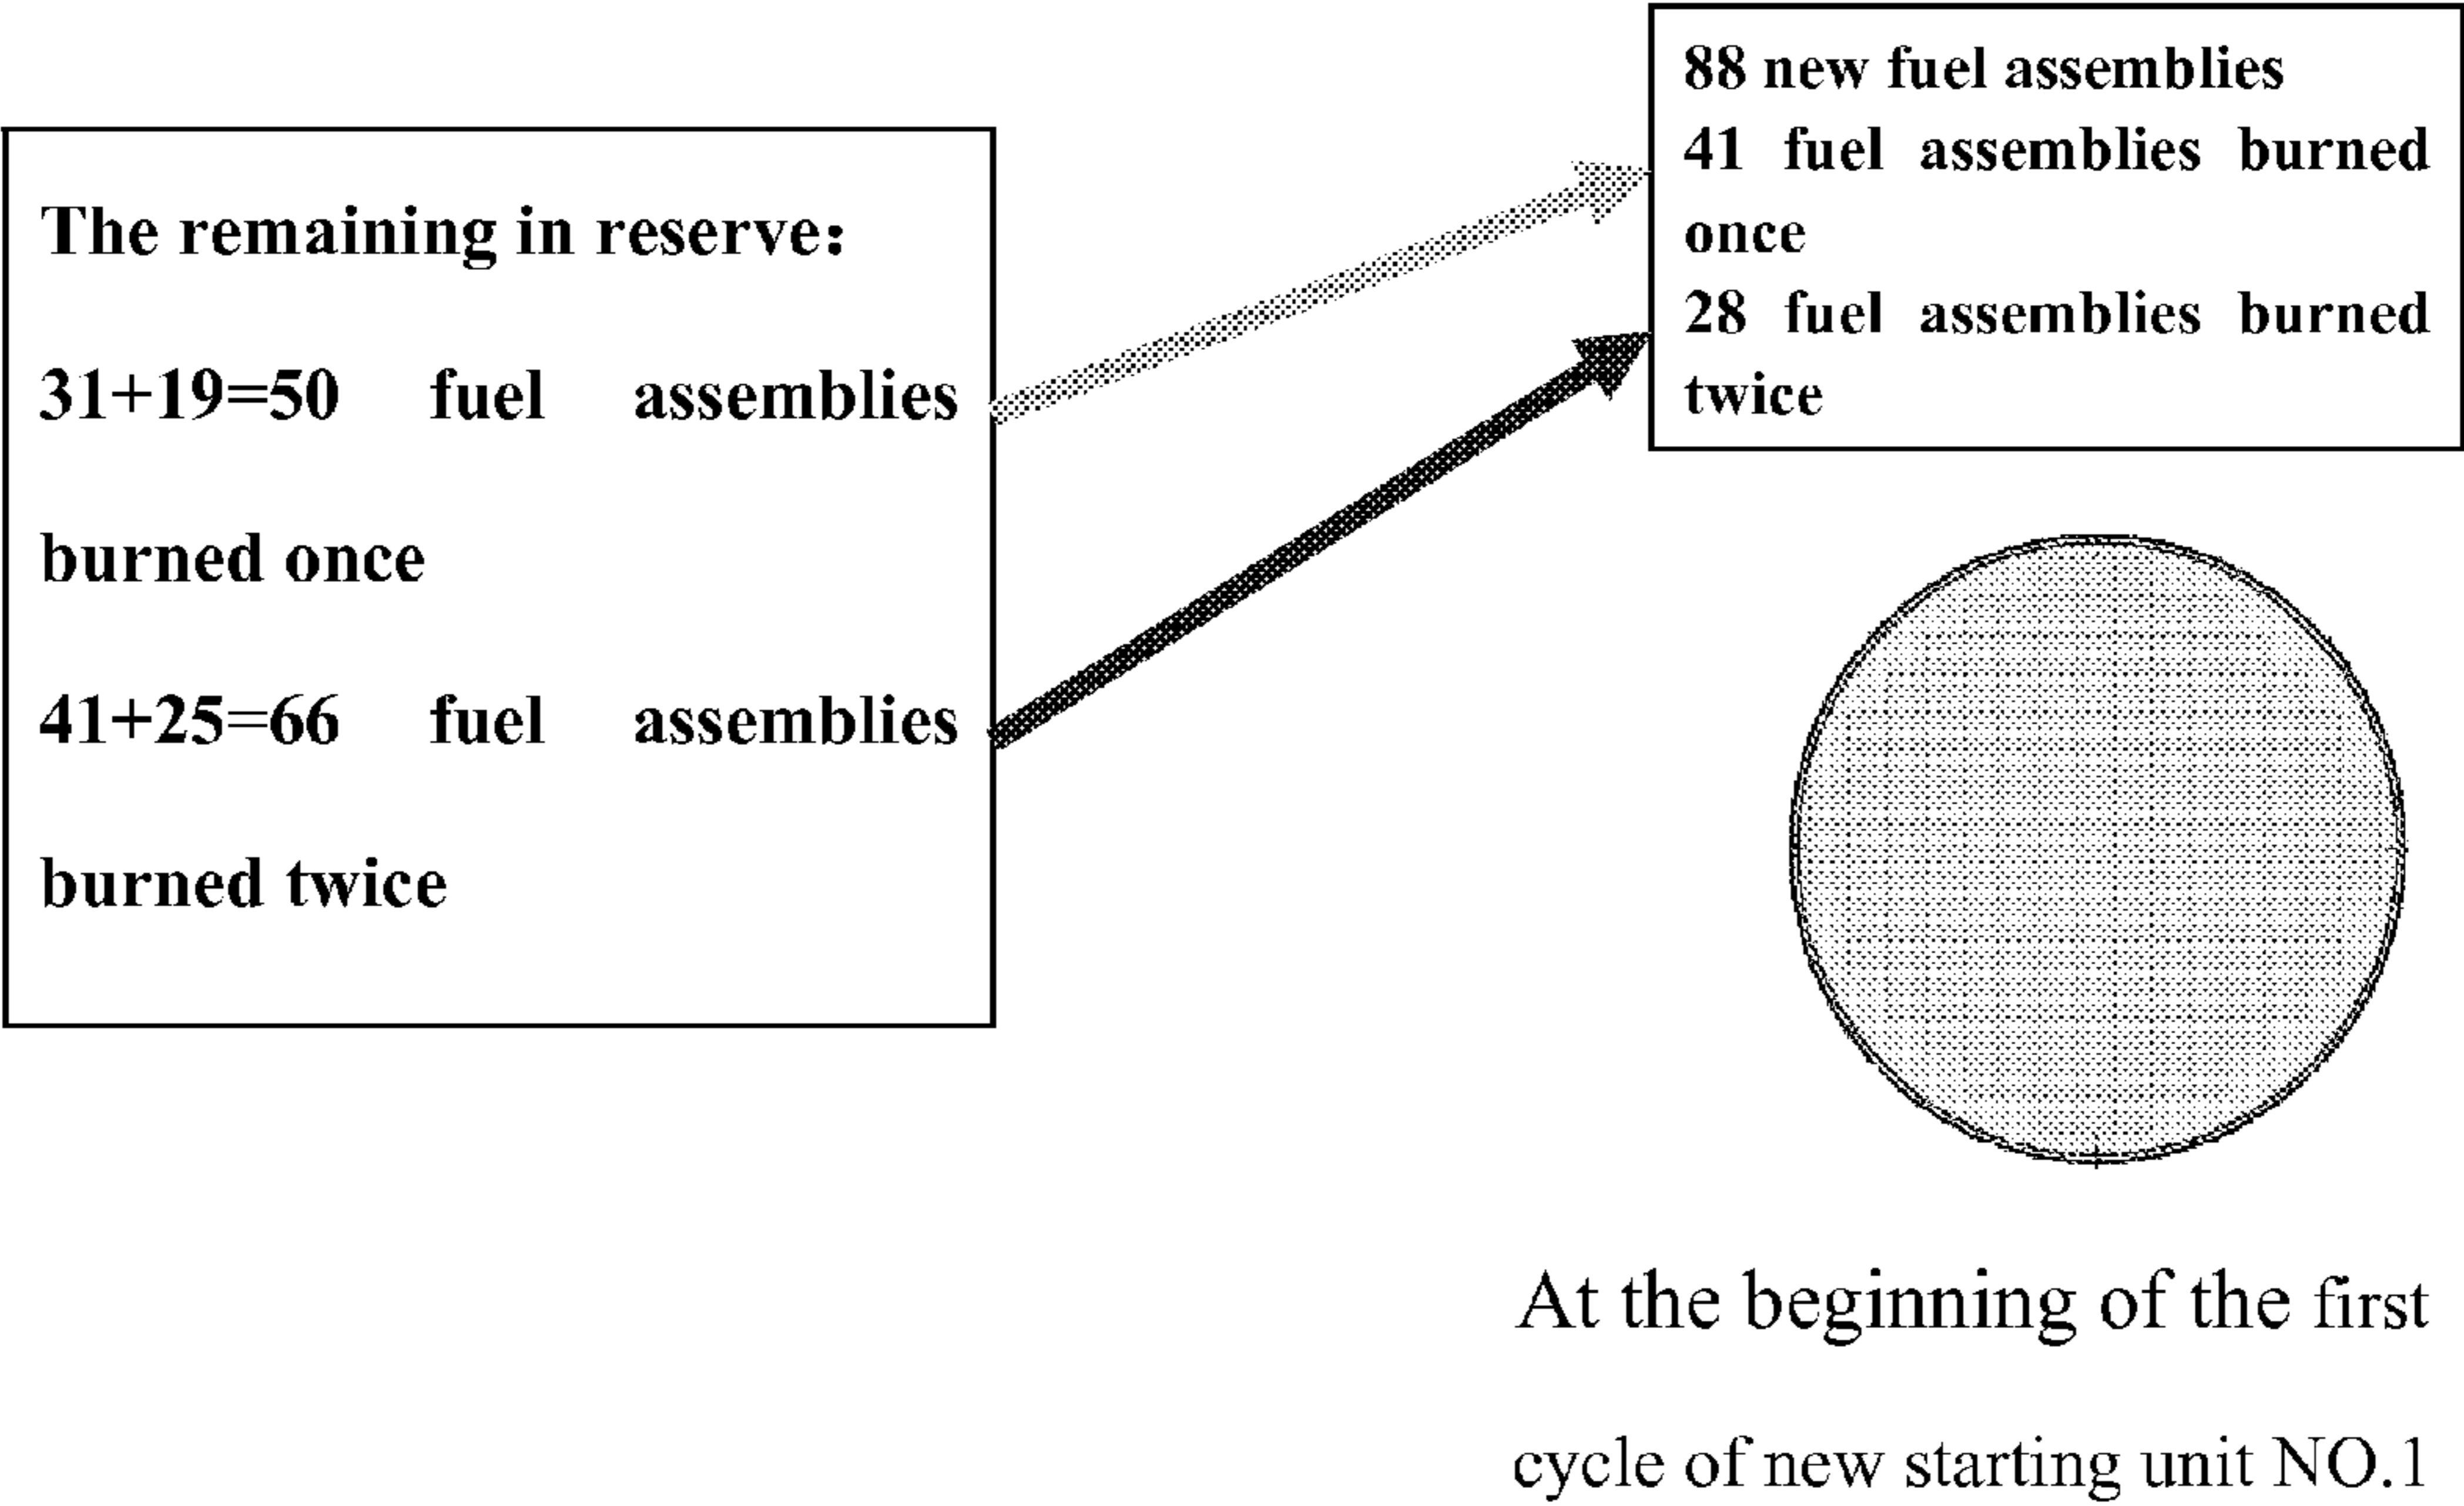 The remaining in reserve:
31+19=50 fuel assemblies
burned once
41+25=66 fuel assemblies
burned twice
88 new fuel assemblies
41 fuel assemblies burned
once
28 fuel assemblies burned
twice
At the beginning of the first
cycle of new starting unit NO.1